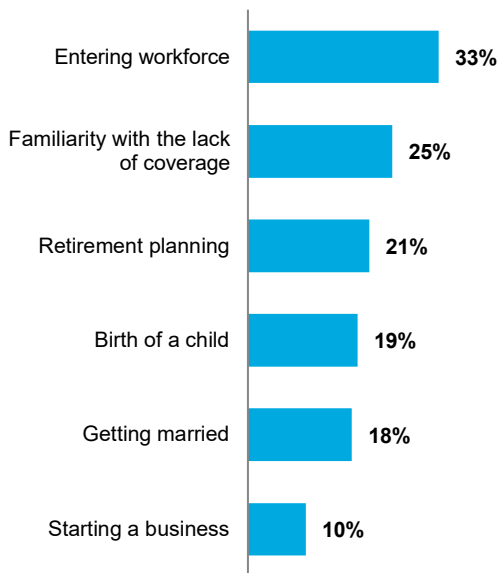 Entering workforce 33%
Familiarity with the lack
of coverage 25%
Retirement planning 21%
Birth of a child 19%
Getting married 18%
Starting a business 10%